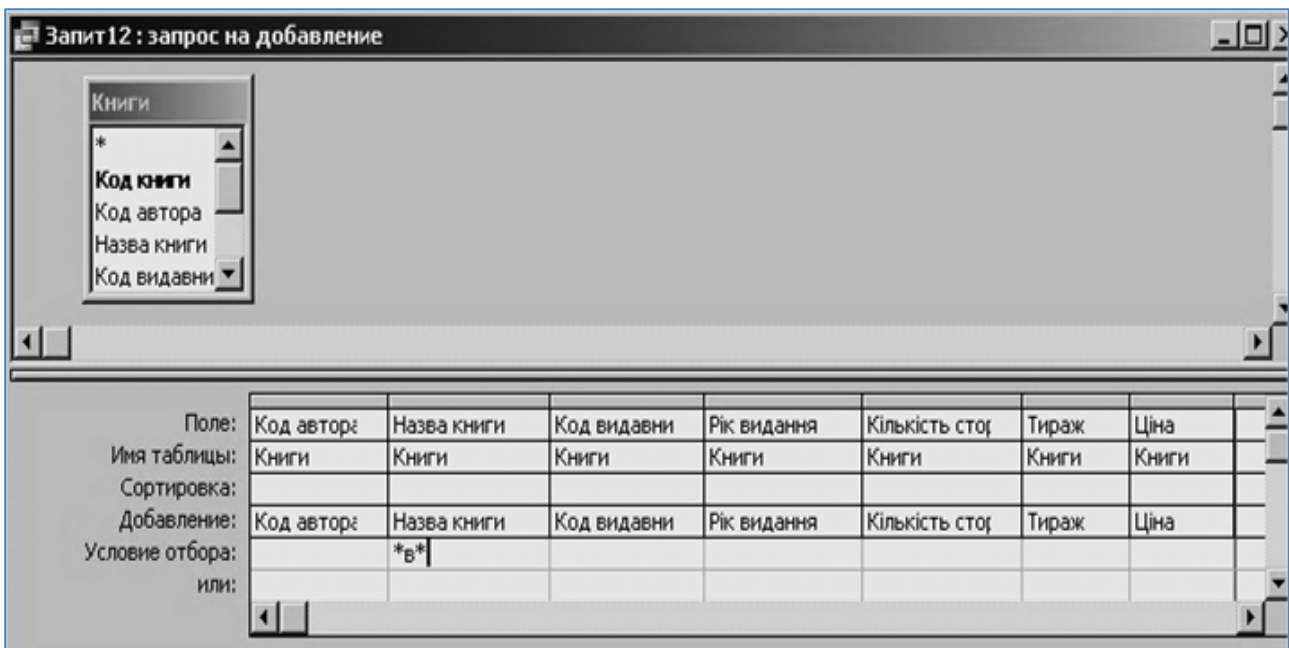 Запит12 : запрос на добавление
Книги
*
Код книги
Код автора
Назва книги
Код видавни
Поле: Код автора Назва книги Код видавни Рік видання Кількість стор Тираж Ціна
Имя таблицы: Книги Книги Книги Книги Книги Книги Книги
Сортировка:
Добавление: Код автора Назва книги Код видавни Рік видання Кількість стор Тираж Ціна
Условие отбора: *в*
или: